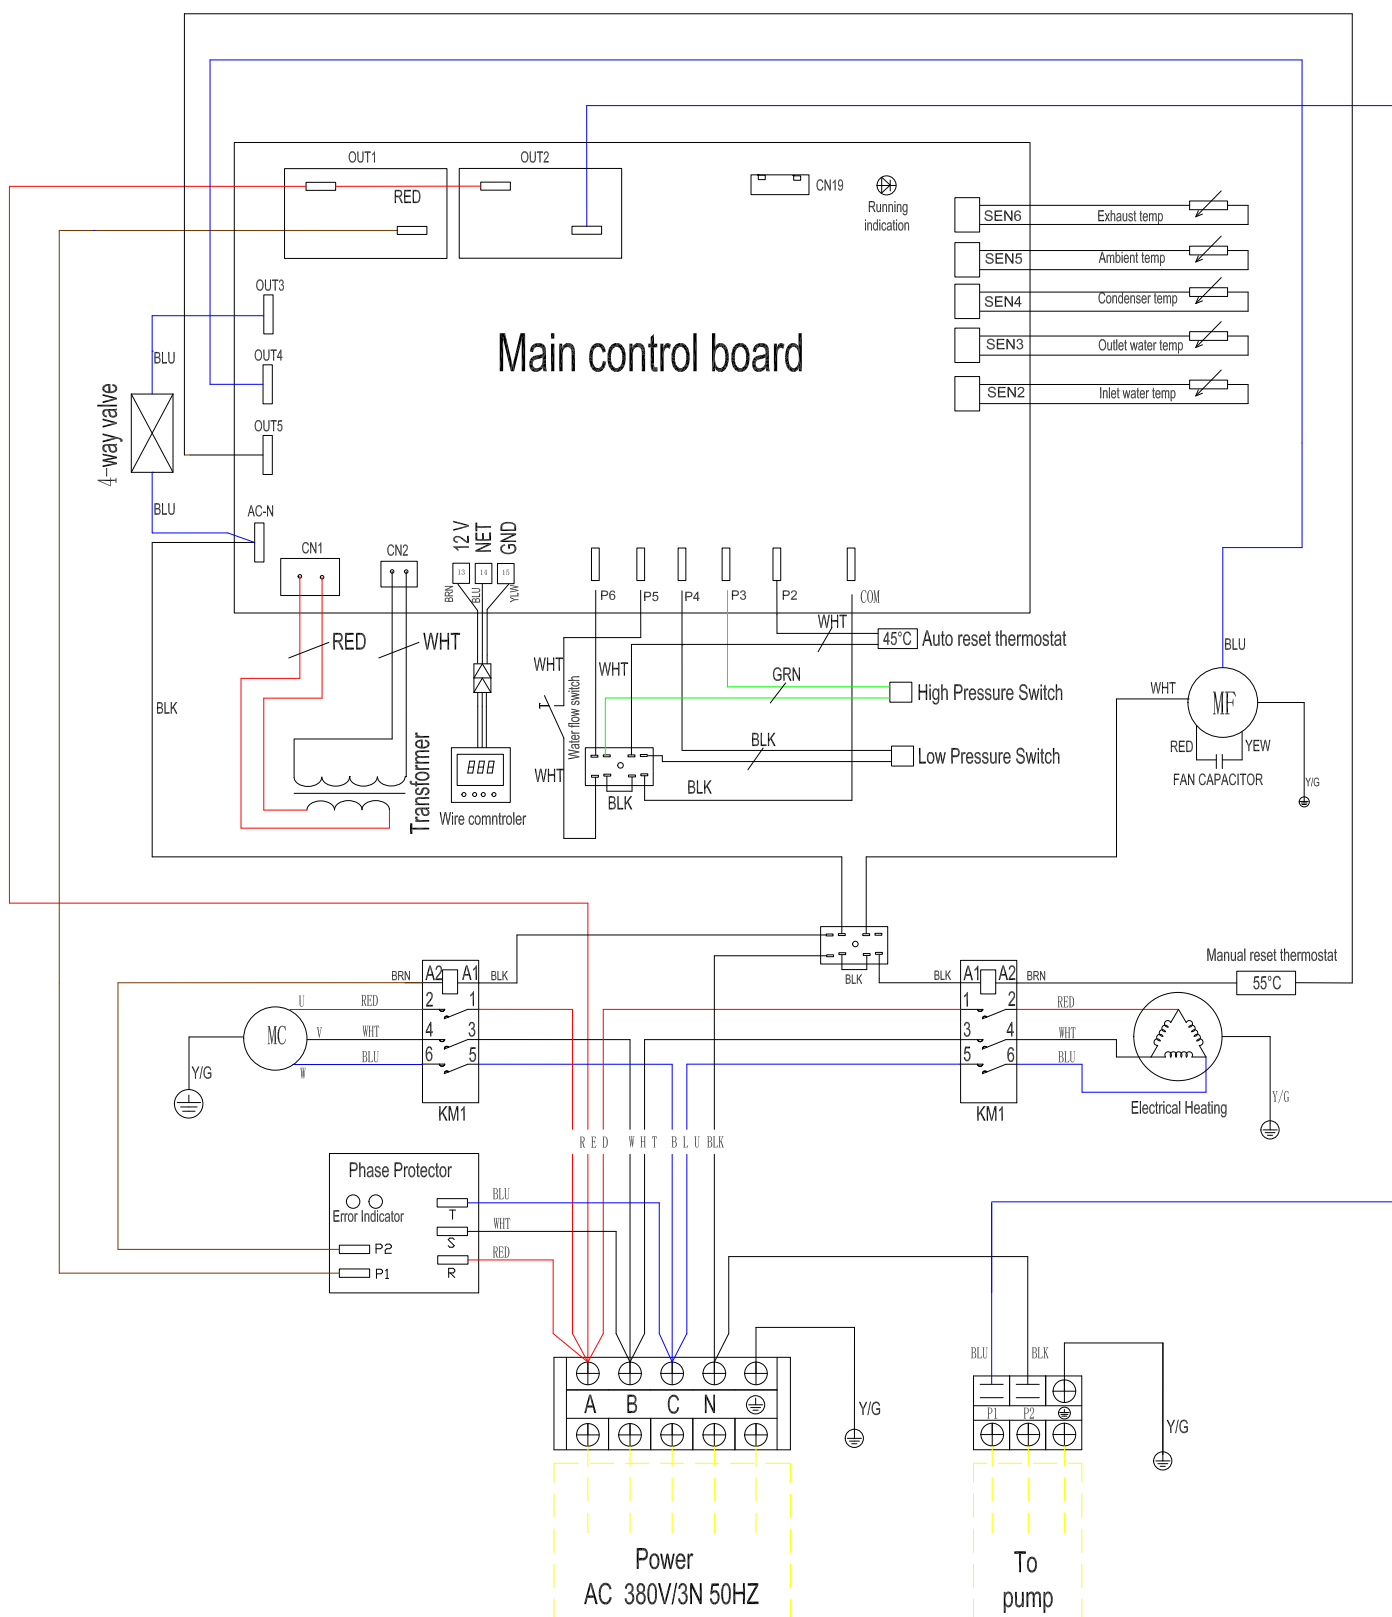 OUT1
OUT2
RED
CN19
Running
indication
SEN6
Exhaust temp
SEN5
Ambient temp
SEN4
Condenser temp
SEN3
Outlet water temp
SEN2
Inlet water temp
OUT3
BLU
OUT4
Main control board
4-way valve
OUT5
BLU
AC-N
CN1
CN2
12 V
NET
GND
13
14
15
BRN
BLU
YLW
P6
P5
P4
P3
P2
COM
RED
WHT
WHT
45°C
Auto reset thermostat
WHT
WHT
GRN
High Pressure Switch
BLK
Water flow switch
BLK
Low Pressure Switch
WHT
BLK
BLK
Transformer
888
Wire comntroler
BLU
WHT
MF
RED
YEW
FAN CAPACITOR
Y/G
BLK
Manual reset thermostat
55°C
BRN
A2
A1
BLK
BLK
A1
A2
BRN
U
RED
2
1
1
2
RED
MC
V
WHT
4
3
3
4
WHT
BLU
6
5
5
6
BLU
W
Y/G
KM1
KM1
Electrical Heating
Y/G
RED
WHT
BLU
BLK
Phase Protector
Error Indicator
T
BLU
S
WHT
R
RED
P2
P1
A
B
C
N
Y/G
BLU
BLK
P1
P2
Y/G
Power
AC 380V/3N 50HZ
To
pump